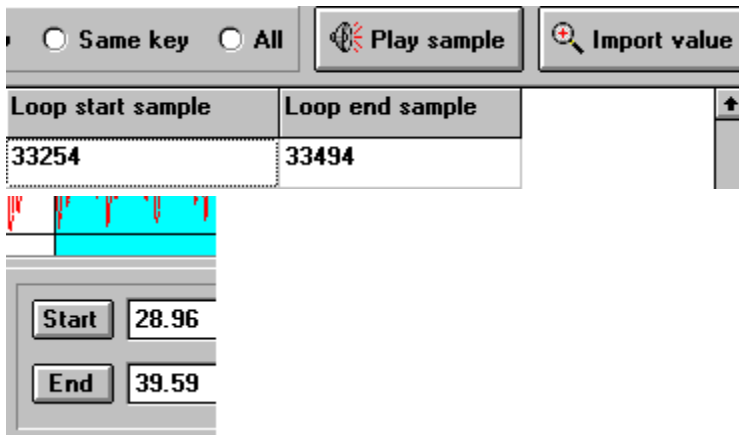 Same key All Play sample Import value
Loop start sample Loop end sample
33254 33494
Start 28.96
End 39.59